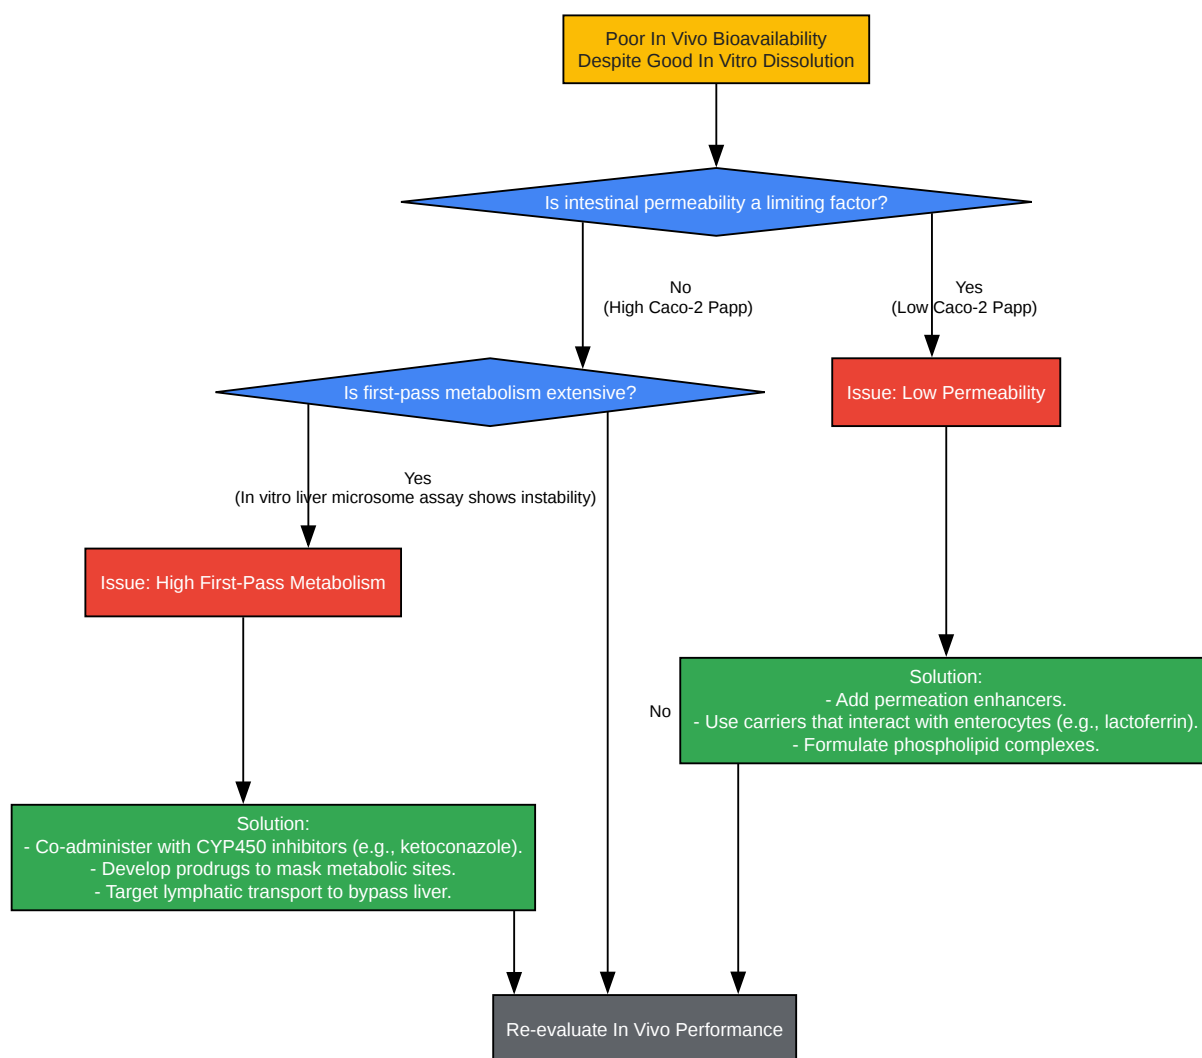 Poor In Vivo Bioavailability
Despite Good In Vitro Dissolution
Is intestinal permeability a limiting factor?
No
(High Caco-2 Papp)
Yes
(Low Caco-2 Papp)
Is first-pass metabolism extensive?
Issue: Low Permeability
Yes
(In vitro liver microsome assay shows instability)
Issue: High First-Pass Metabolism
No
Solution:
- Add permeation enhancers.
- Use carriers that interact with enterocytes (e.g., lactoferrin).
- Formulate phospholipid complexes.
Solution:
- Co-administer with CYP450 inhibitors (e.g., ketoconazole).
- Develop prodrugs to mask metabolic sites.
- Target lymphatic transport to bypass liver.
Re-evaluate In Vivo Performance